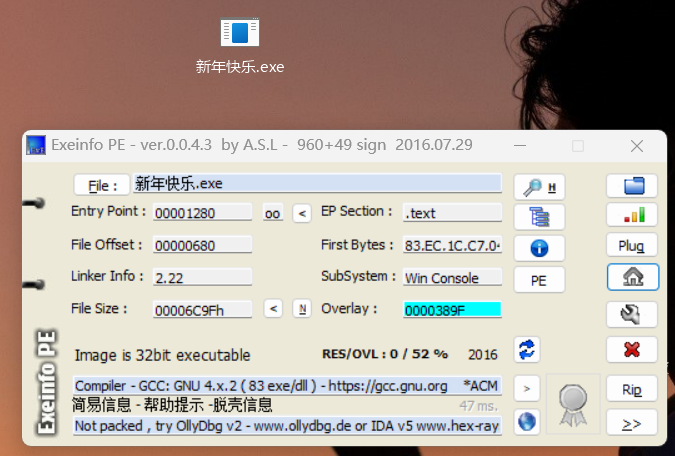 新年快乐.exe
Exeinfo PE - ver.0.0.4.3 by A.S.L - 960+49 sign 2016.07.29
File : 新年快乐.exe H
Entry Point : 00001280 oo < EP Section : .text
File Offset : 00000680 First Bytes : 83.EC.1C.C7.0 Plug
Linker Info : 2.22 SubSystem : Win Console PE
File Size : 00006C9Fh < N Overlay : 0000389F
Image is 32bit executable RES/OVL : 0 / 52 % 2016
Exeinfo PE
Compiler - GCC: GNU 4.x.2 ( 83 exe/dll ) - https://gcc.gnu.org *ACM > Rip
简易信息 - 帮助提示 -脱壳信息 47 ms.
Not packed , try OllyDbg v2 - www.ollydbg.de or IDA v5 www.hex-ray >>